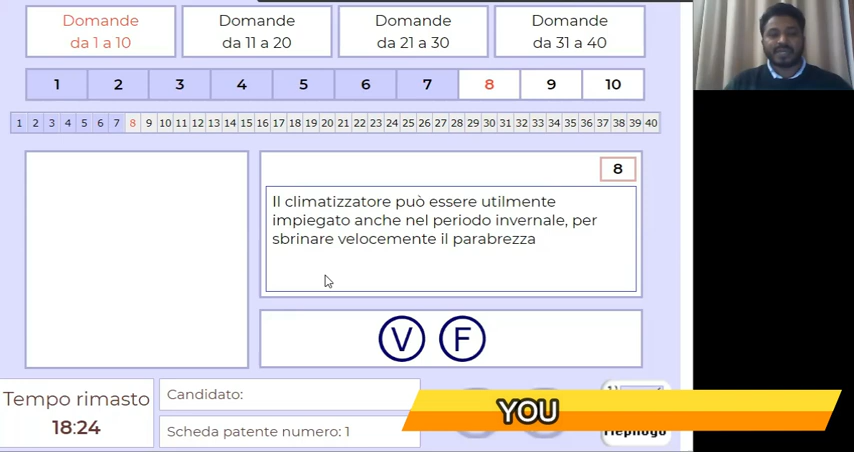 Domande
da 1 a 10
Domande
da 11 a 20
Domande
da 21 a 30
Domande
da 31 a 40
1 2 3 4 5 6 7 8 9 10
1 2 3 4 5 6 7 8 9 10 11 12 13 14 15 16 17 18 19 20 21 22 23 24 25 26 27 28 29 30 31 32 33 34 35 36 37 38 39 40
8
Il climatizzatore può essere utilmente
impiegato anche nel periodo invernale, per
sbrinare velocemente il parabrezza
V F
Tempo rimasto
18:24
Candidato:
Scheda patente numero: 1
YOU